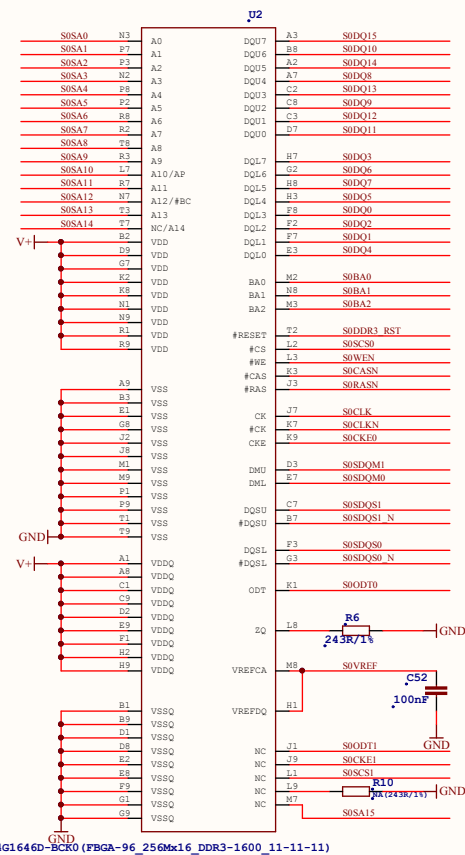 U2
S0SA0 N3 A0 DQU7 A3 S0DQ15
S0SA1 P7 A1 DQU6 B8 S0DQ10
S0SA2 P3 A2 DQU5 A2 S0DQ14
S0SA3 N2 A3 DQU4 A7 S0DQ8
S0SA4 P8 A4 DQU3 C2 S0DQ13
S0SA5 P2 A5 DQU2 C8 S0DQ9
S0SA6 R8 A6 DQU1 C3 S0DQ12
S0SA7 R2 A7 DQU0 D7 S0DQ11
S0SA8 T8 A8
S0SA9 R3 A9 DQL7 H7 S0DQ3
S0SA10 L7 A10/AP DQL6 G2 S0DQ6
S0SA11 R7 A11 DQL5 H8 S0DQ7
S0SA12 N7 A12/#BC DQL4 H3 S0DQ5
S0SA13 T3 A13 DQL3 F8 S0DQ0
S0SA14 T7 NC/A14 DQL2 F2 S0DQ2
V+ B2 VDD DQL1 F7 S0DQ1
D9 VDD DQL0 E3 S0DQ4
G7 VDD
K2 VDD BA0 M2 S0BA0
K8 VDD BA1 N8 S0BA1
N1 VDD BA2 M3 S0BA2
N9 VDD
R1 VDD #RESET T2 S0DDR3_RST
R9 VDD #CS L2 S0SCS0
#WE L3 S0WEN
#CAS K3 S0CASN
A9 VSS #RAS J3 S0RASN
B3 VSS
E1 VSS CK J7 S0CLK
G8 VSS #CK K7 S0CLKN
J2 VSS CKE K9 S0CKE0
J8 VSS
M1 VSS DMU D3 S0SDQM1
M9 VSS DML E7 S0SDQM0
P1 VSS
P9 VSS DQSU C7 S0SDQS1
T1 VSS #DQSU B7 S0SDQS1_N
GND T9 VSS
DQSL F3 S0SDQS0
V+ A1 VDDQ #DQSL G3 S0SDQS0_N
A8 VDDQ
C1 VDDQ ODT K1 S0ODT0
C9 VDDQ
D2 VDDQ R6
E9 VDDQ ZQ L8 GND
F1 VDDQ 243R/1%
H2 VDDQ
H9 VDDQ VREFCA M8 S0VREF
C52
100nF
B1 VSSQ VREFDQ H1
B9 VSSQ
D1 VSSQ GND
D8 VSSQ NC J1 S0ODT1
E2 VSSQ NC J9 S0CKE1
E8 VSSQ NC L1 S0SCS1
F9 VSSQ NC L9 R10 GND
NA(243R/1%)
G1 VSSQ NC M7
G9 VSSQ S0SA15
GND
4G1646D-BCK0(FBGA-96_256Mx16_DDR3-1600_11-11-11)